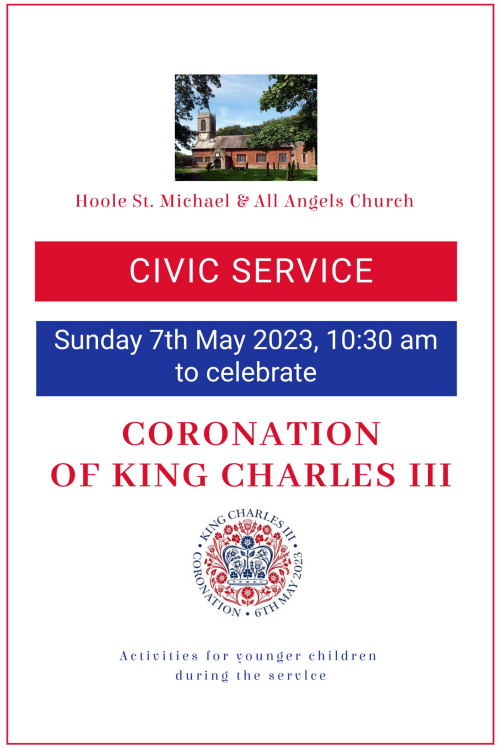 Hoole St. Michael & All Angels Church
CIVIC SERVICE
Sunday 7th May 2023, 10:30 am
to celebrate
CORONATION
OF KING CHARLES III
• KING CHARLES III •
CORONATION • 6TH MAY 2023
Activities for younger children
during the service